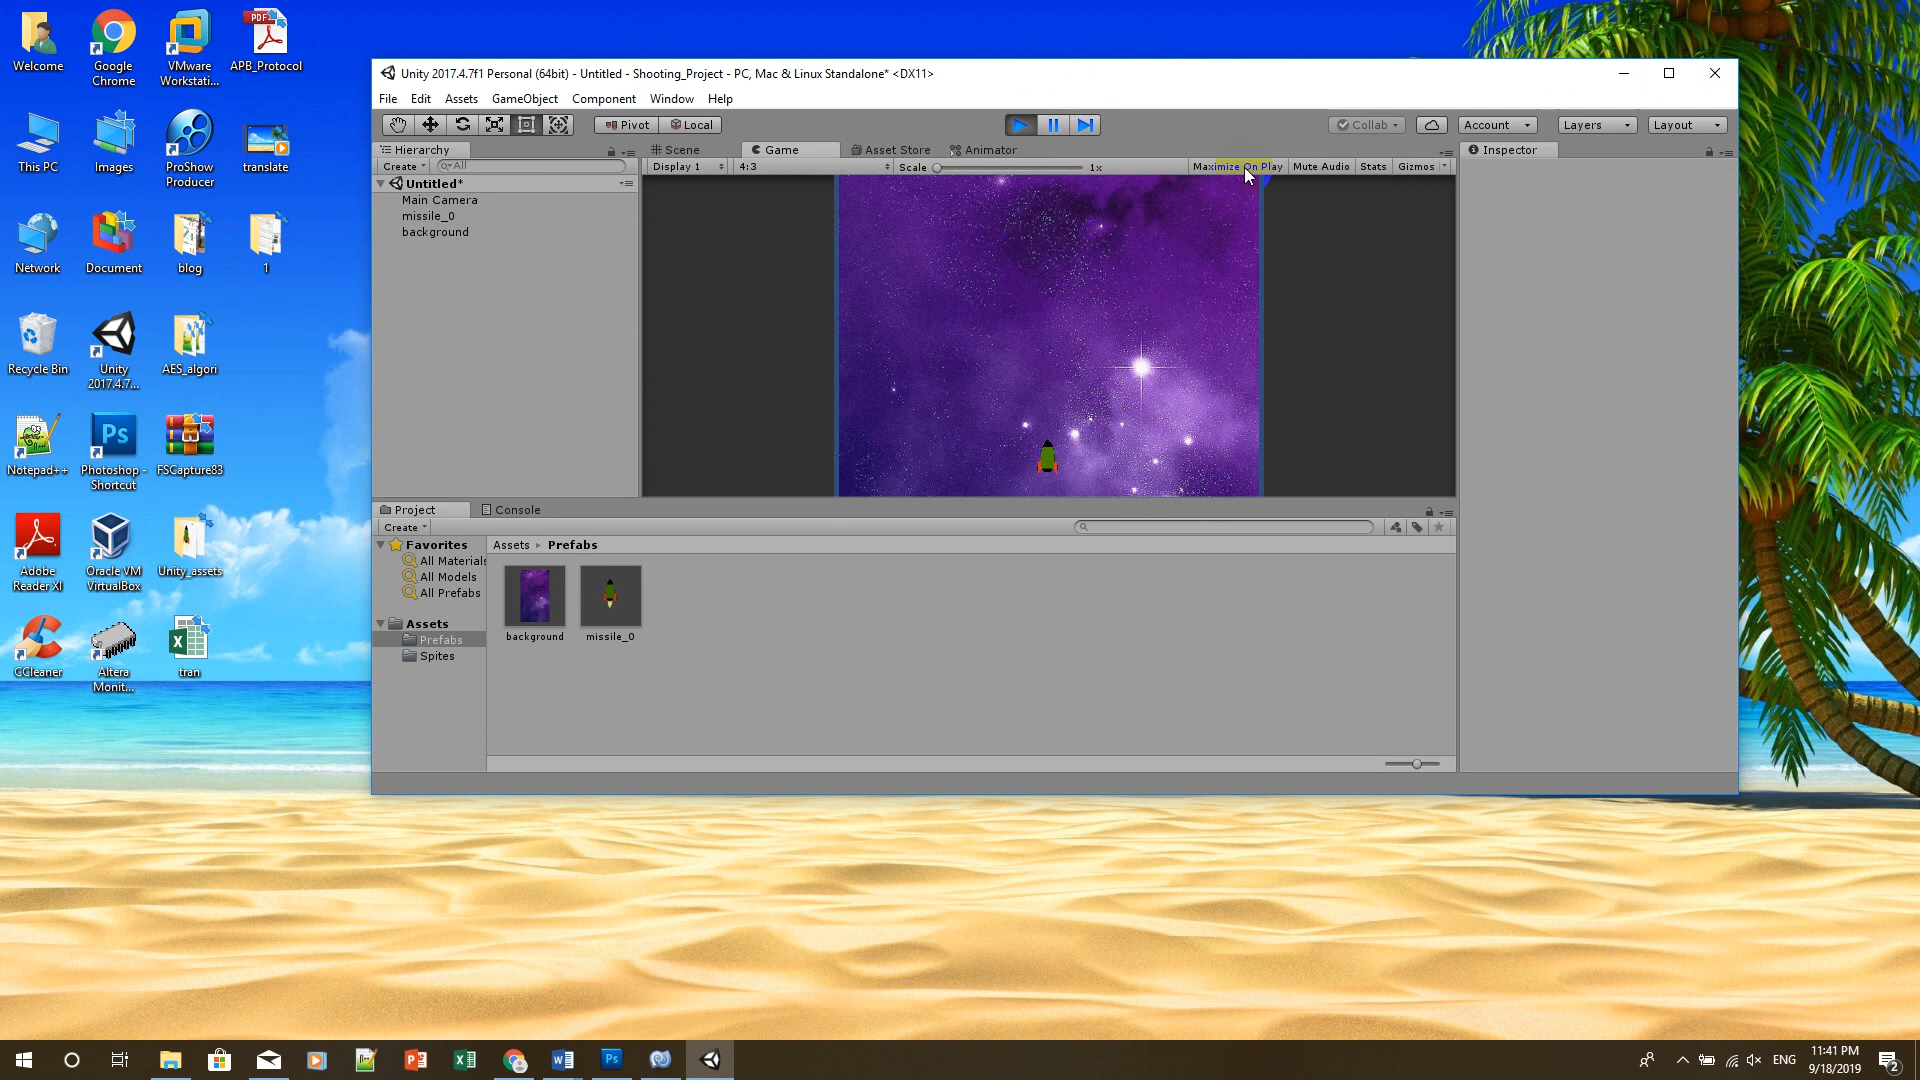 Welcome
Google Chrome
VMware Workstati...
APB_Protocol
This PC
Images
ProShow Producer
translate
Network
Document
blog
1
Recycle Bin
Unity 2017.4.7...
AES_algori
Notepad++
Photoshop - Shortcut
FSCapture83
Adobe Reader XI
Oracle VM VirtualBox
Unity_assets
CCleaner
Altera Monit...
tran
Unity 2017.4.7f1 Personal (64bit) - Untitled - Shooting_Project - PC, Mac & Linux Standalone* <DX11>
File Edit Assets GameObject Component Window Help
Pivot Local Collab Account Layers Layout
Hierarchy
Create All
Untitled*
Main Camera
missile_0
background
Scene Game Asset Store Animator
Display 1 4:3 Scale 1x Maximize On Play Mute Audio Stats Gizmos
Inspector
Project Console
Create
Favorites
All Materials
All Models
All Prefabs
Assets
Prefabs
Spites
Assets Prefabs
background
missile_0
PDF
Ps
X
Ps
ENG
11:41 PM
9/18/2019
2